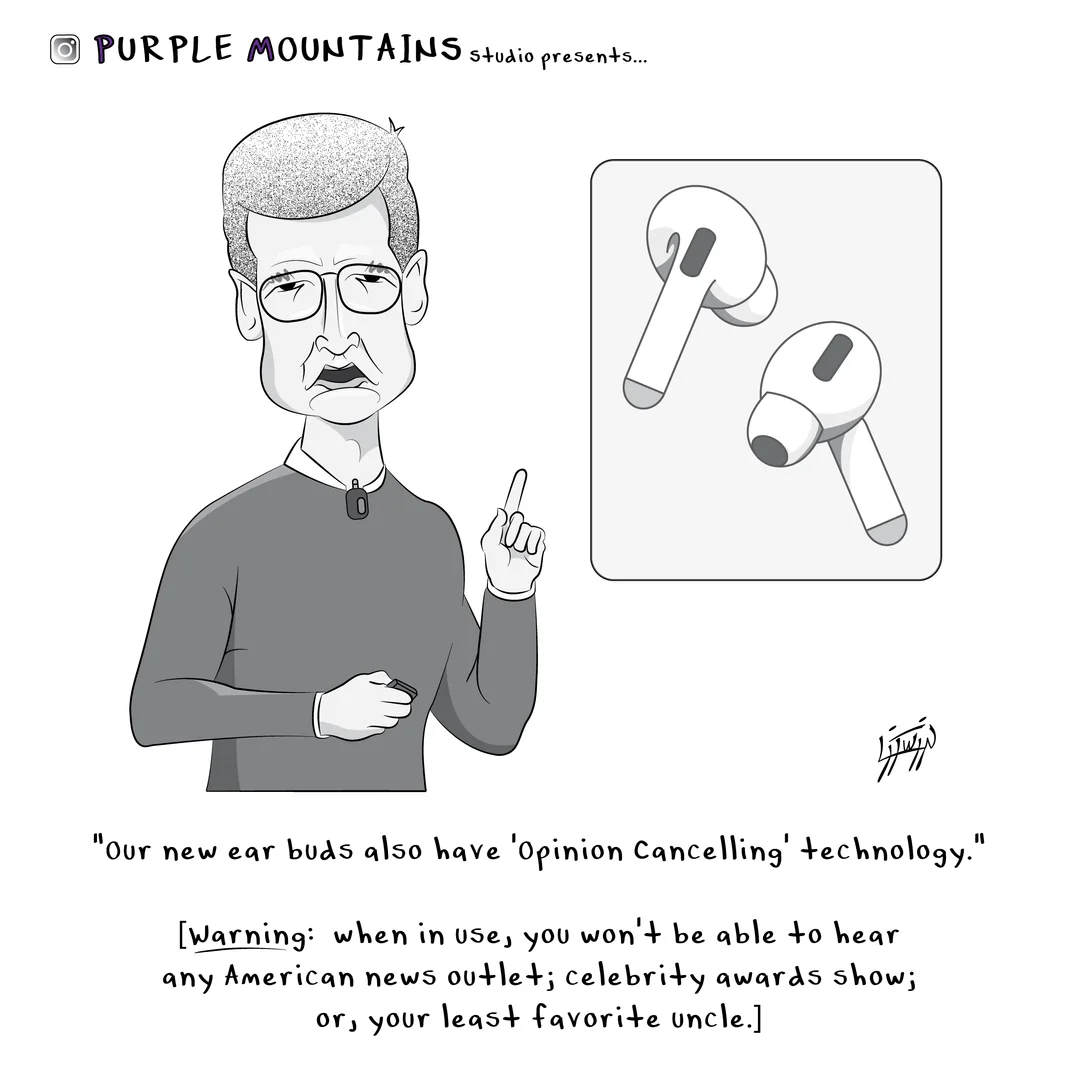 PURPLE MOUNTAINS studio presents...
LITWIN
"Our new ear buds also have 'Opinion Cancelling' technology."
[Warning: when in use, you won't be able to hear
any American news outlet; celebrity awards show;
or, your least favorite uncle.]